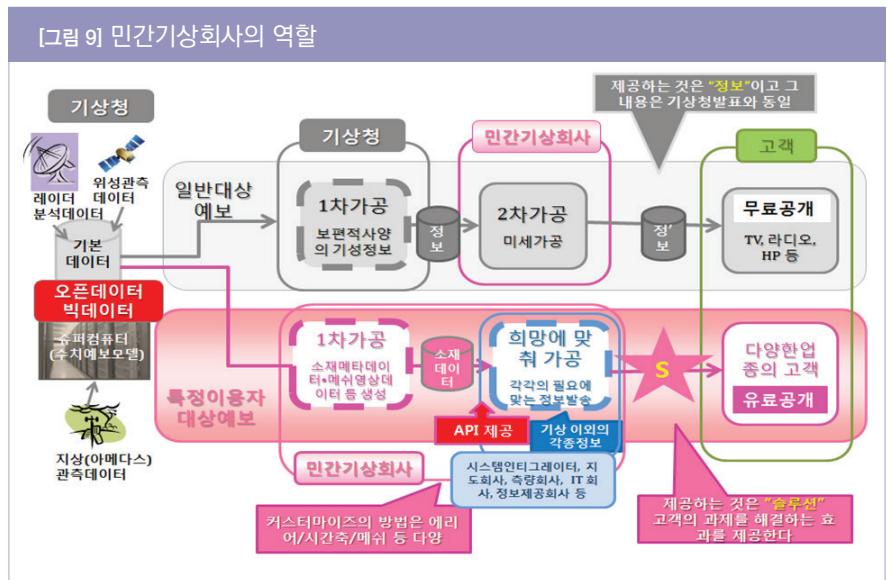 [그림 9] 민간기상회사의 역할
기상청
레이더
분석데이터
위성관측
데이터
기본
데이터
오픈데이터
빅데이터
슈퍼컴퓨터
(수치예보모델)
지상(아메다스)
관측데이터
일반대상
예보
기상청
1차가공
보편적사양
의 기성정보
정
보
민간기상회사
2차가공
미세가공
제공하는 것은 “정보”이고 그
내용은 기상청발표와 동일
정’
보
고객
무료공개
TV, 라디오,
HP 등
특정이용자
대상예보
1차가공
소재메타데이
터•메쉬영상데
이터 등 생성
소재
데이
터
희망에 맞
춰 가공
각각의 필요에
맞는 정보발송
S
다양한업
종의 고객
유료공개
API 제공
기상 이외의
각종정보
민간기상회사
시스템인티그레이터, 지
도회사, 측량회사, IT 회
사, 정보제공회사 등
커스터마이즈의 방법은 에리
어/시간축/메쉬 등 다양
제공하는 것은 “솔루션”
고객의 과제를 해결하는 효
과를 제공한다